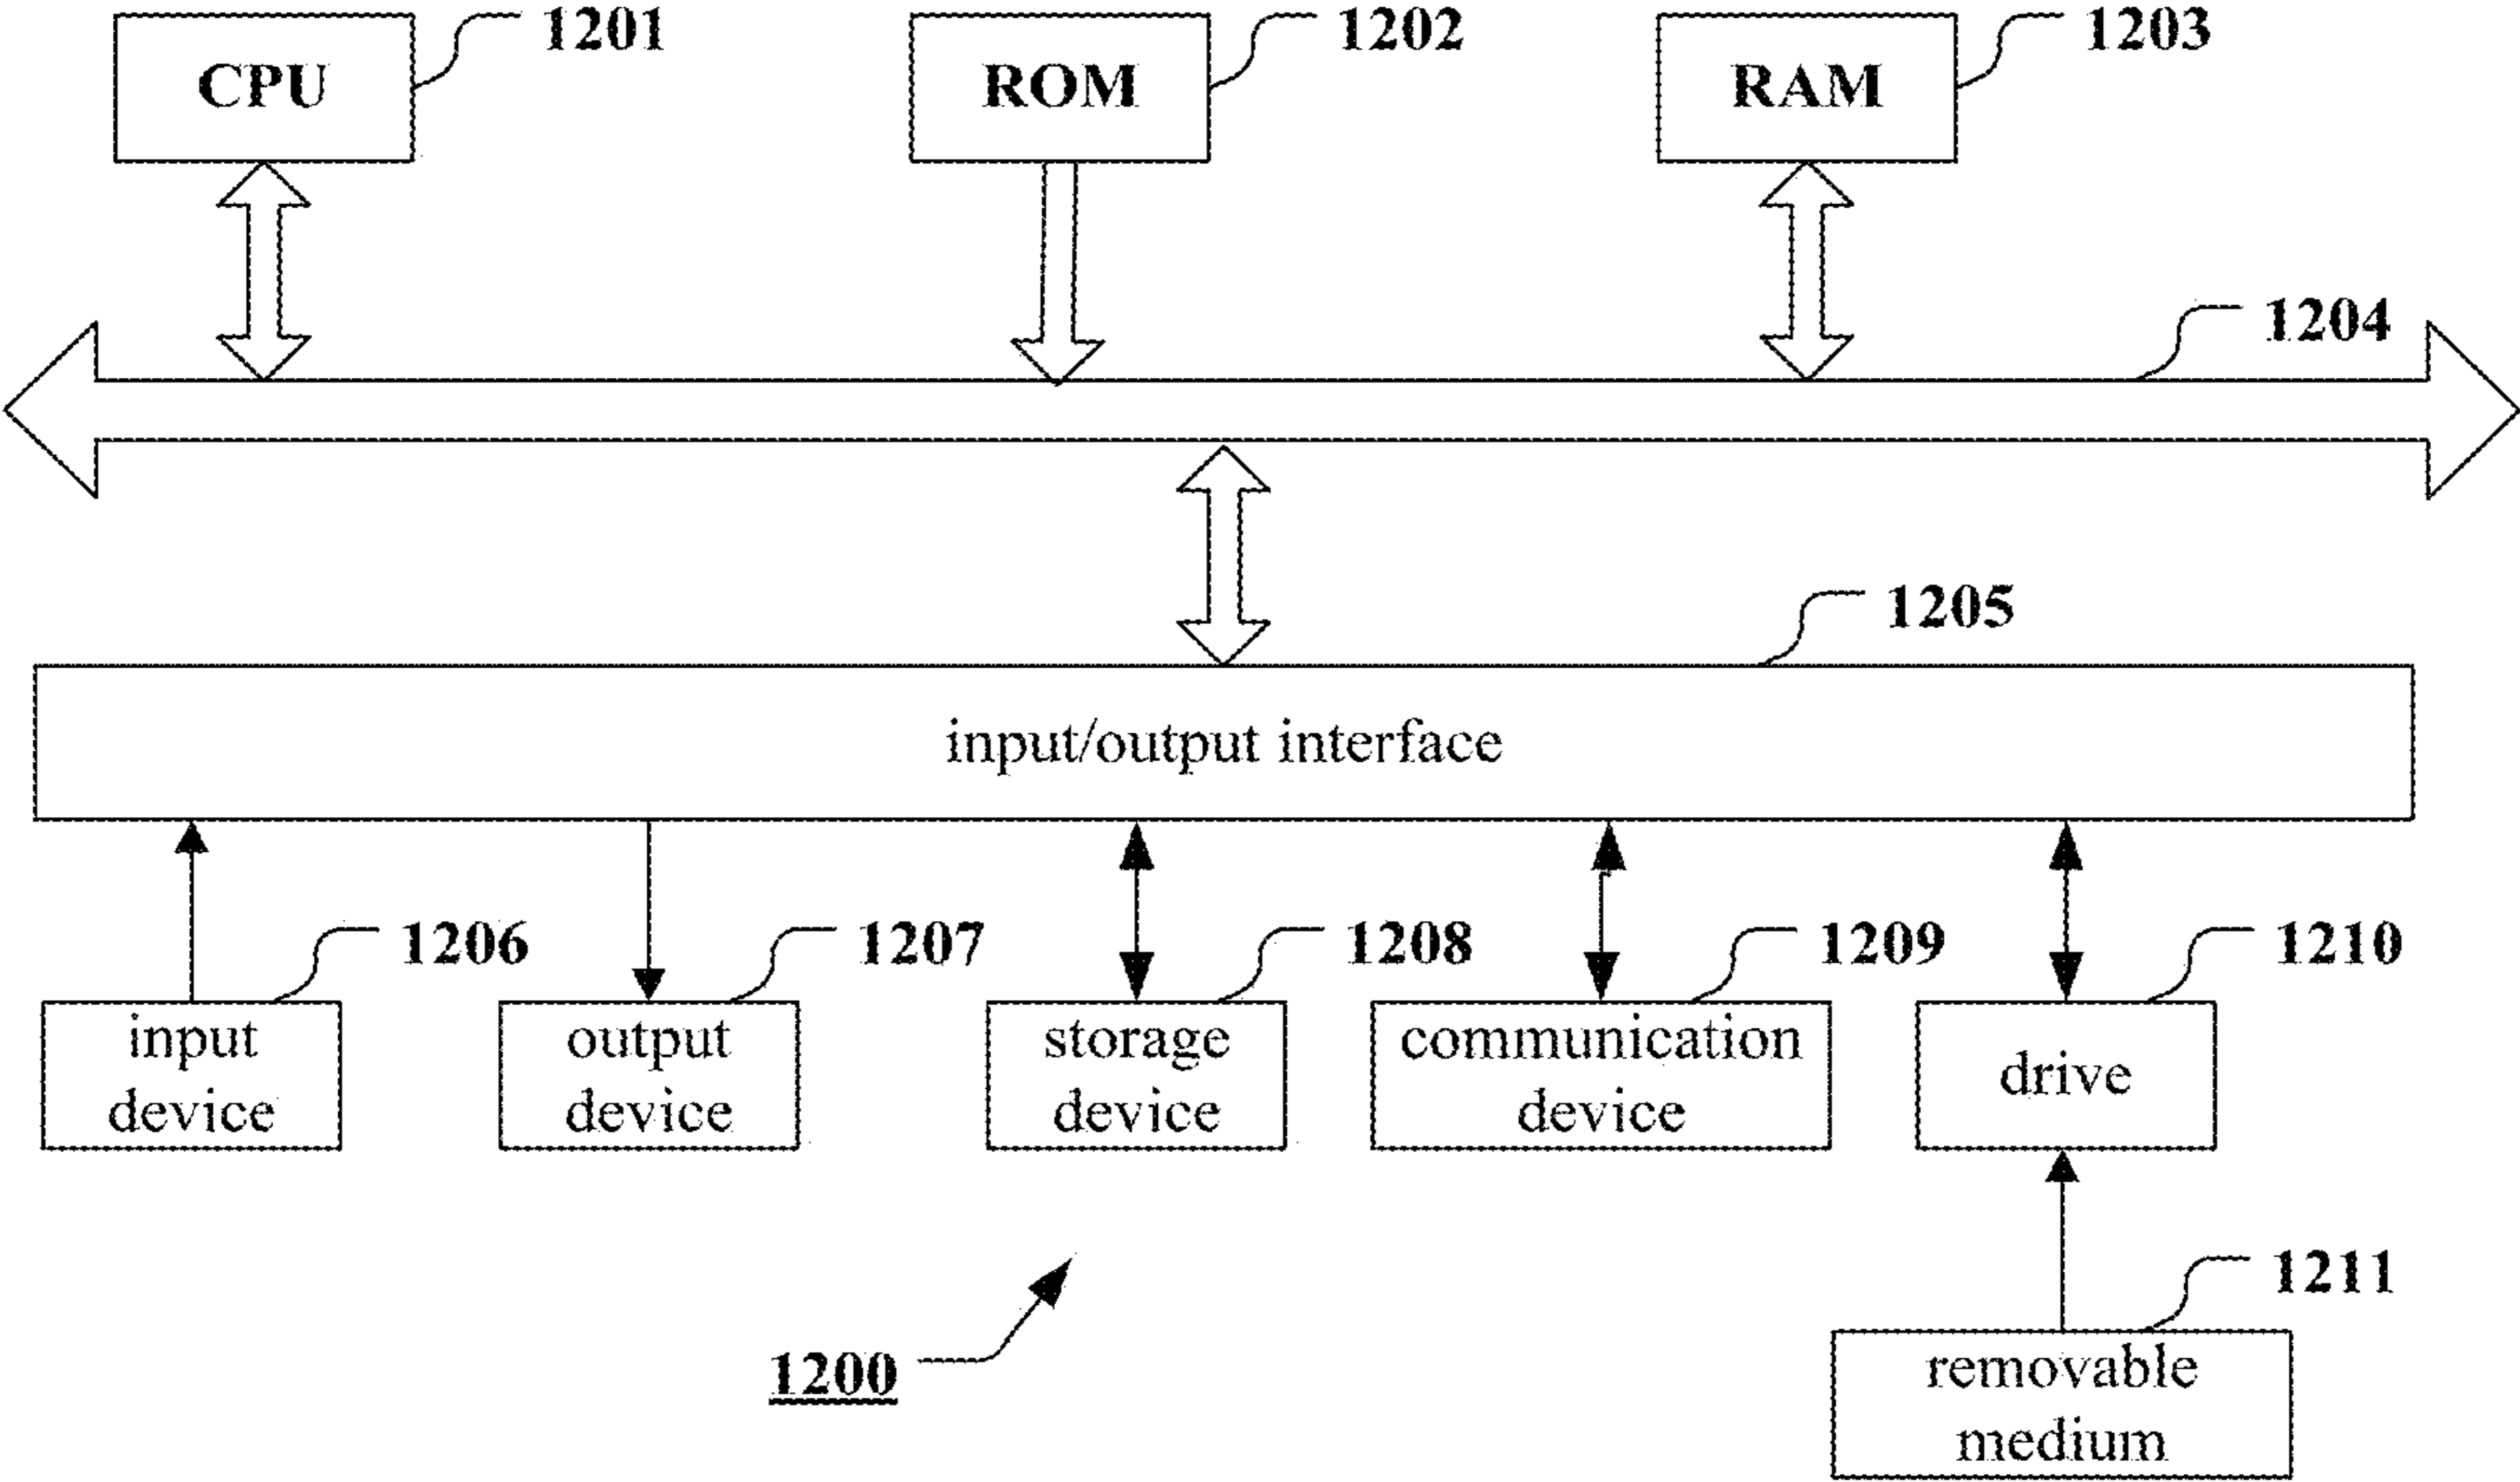 CPU
1201
ROM
1202
RAM
1203
1204
1205
input/output interface
1206
1207
1208
1209
1210
input
device
output
device
storage
device
communication
device
drive
1211
1200
removable
medium